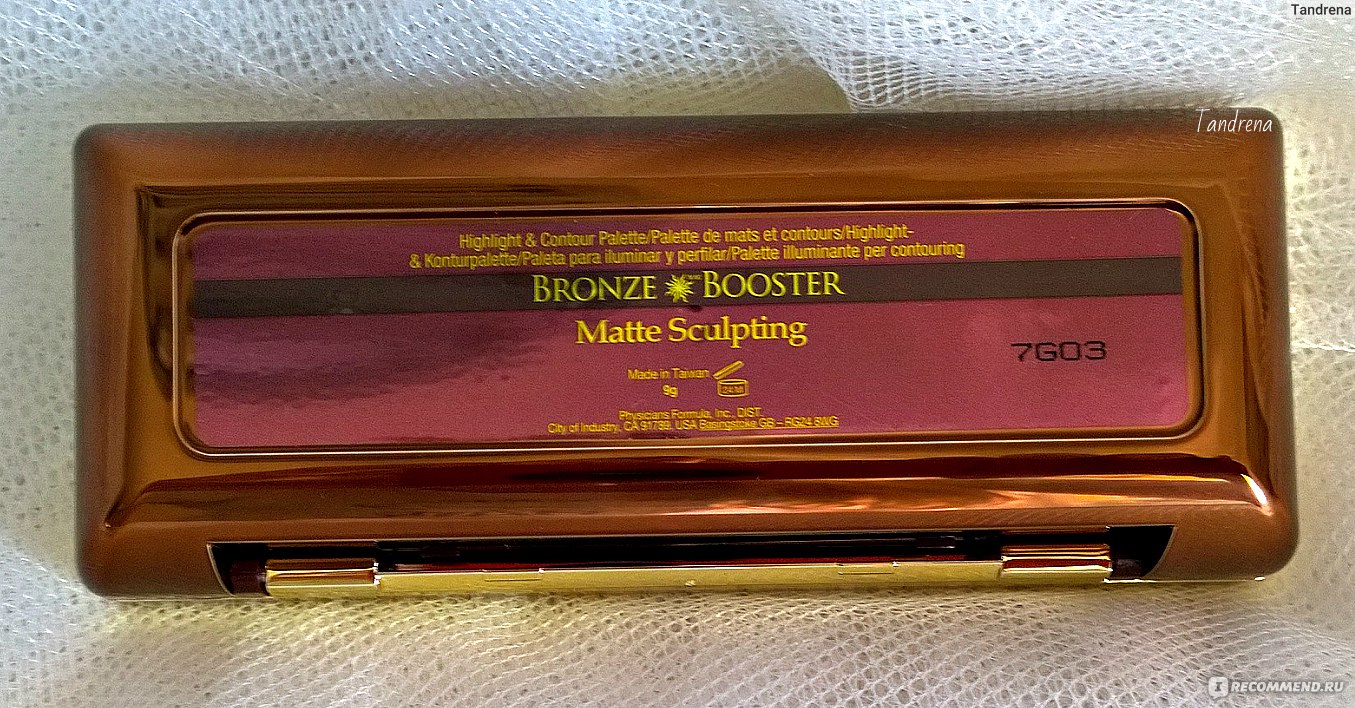 Tandrena
Tandrena
Highlight & Contour Palette/Palette de mats et contours/Highlight-
& Konturpalette/Paleta para iluminar y perfilar/Palette illuminante per contouring
BRONZE BOOSTER
Matte Sculpting
7G03
Made in Taiwan
9g
24 M
Physicians Formula, Inc., DIST.
City of Industry, CA 91789, USA Basingstoke GB – RG24 8WG
RECOMMEND.RU